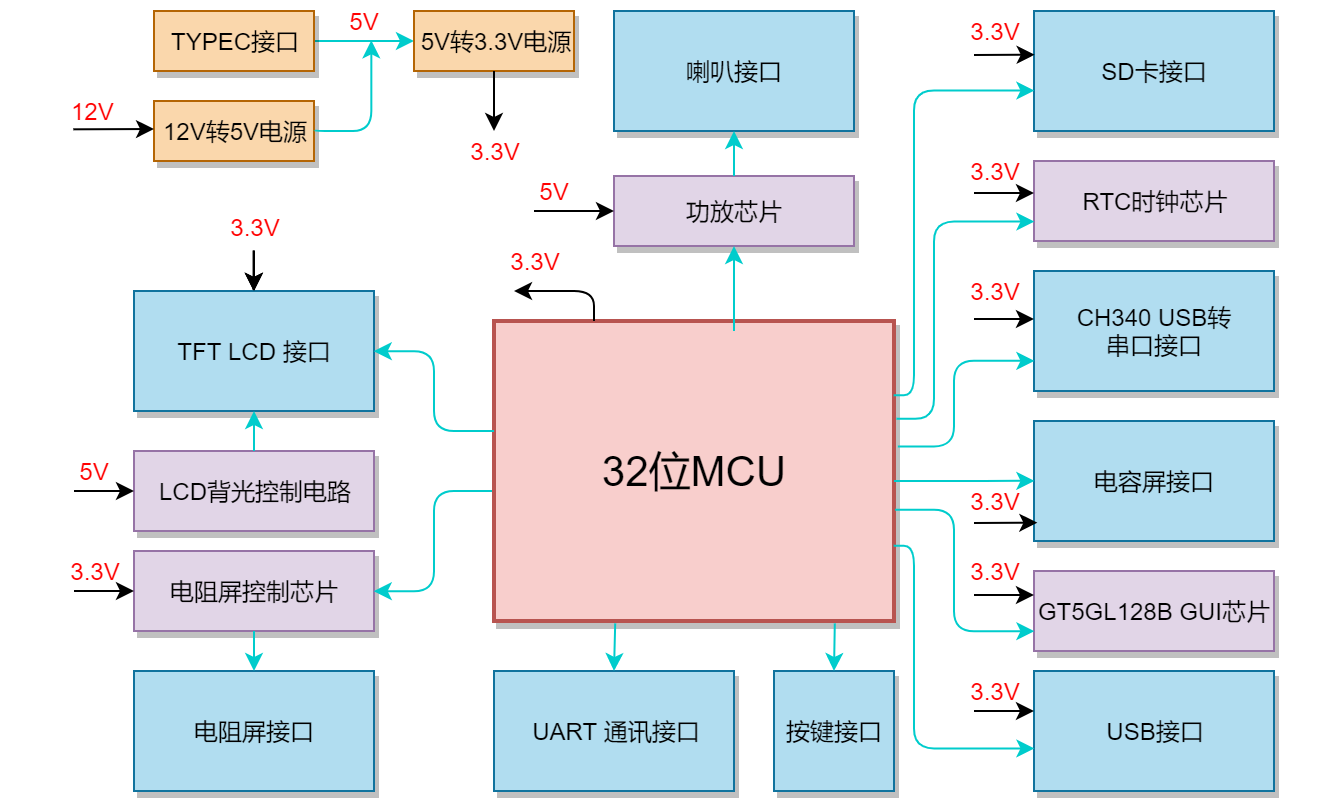 TYPEC接口
5V
5V转3.3V电源
12V
12V转5V电源
3.3V
喇叭接口
5V
功放芯片
3.3V
SD卡接口
3.3V
RTC时钟芯片
3.3V
CH340 USB转
串口接口
3.3V
TFT LCD 接口
3.3V
32位MCU
5V
LCD背光控制电路
3.3V
电容屏接口
3.3V
电阻屏控制芯片
3.3V
GT5GL128B GUI芯片
电阻屏接口
UART 通讯接口
按键接口
3.3V
USB接口